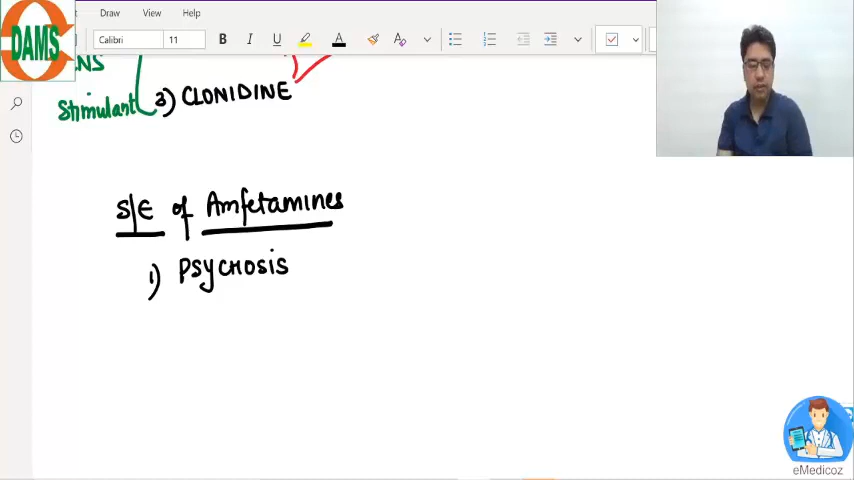 Draw View Help
DAMS
Calibri 11 B I U A
NS
Stimulant 3) CLONIDINE
S/E of Amfetamines
1) PSYCHOSIS
eMedicoz